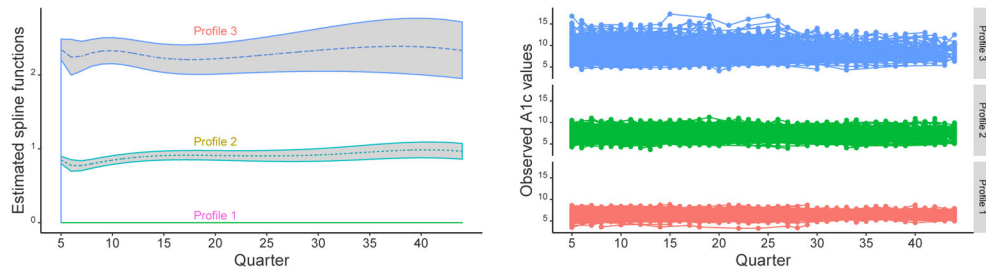 Estimated spline functions
2
1
0
Profile 3
Profile 2
Profile 1
5 10 15 20 25 30 35 40
Quarter
Observed A1c values
15
10
5
Profile 3
15
10
5
Profile 2
15
10
5
Profile 1
5 10 15 20 25 30 35 40
Quarter